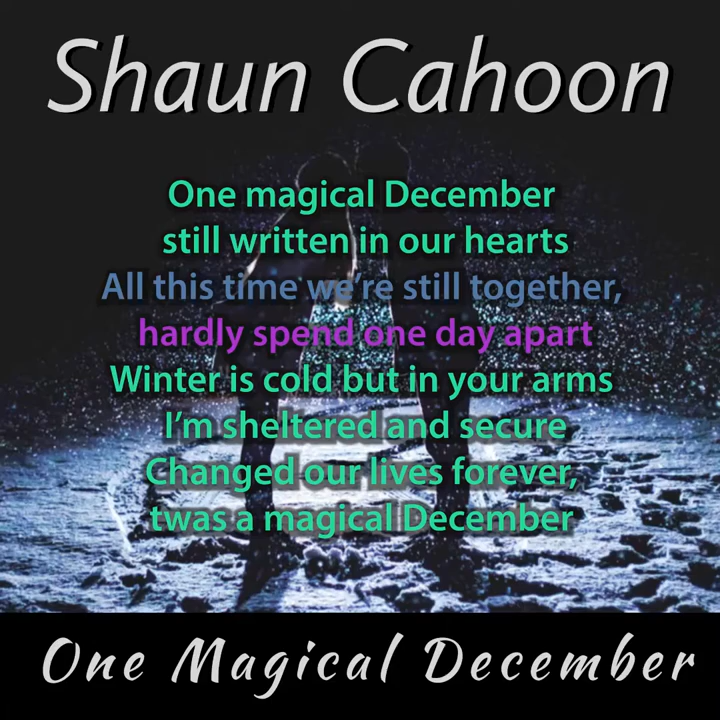 Shaun Cahoon
One magical December
still written in our hearts
All this time we're still together,
hardly spend one day apart
Winter is cold but in your arms
I'm sheltered and secure
Changed our lives forever,
twas a magical December
One Magical December